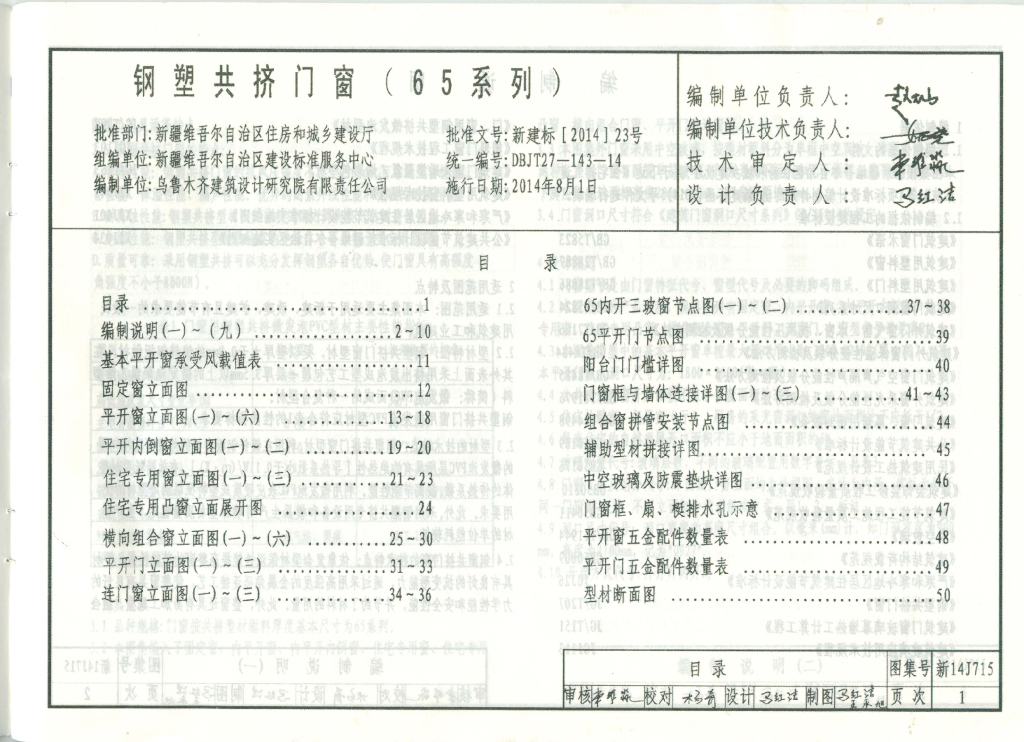 钢塑共挤门窗（65系列）
批准部门:新疆维吾尔自治区住房和城乡建设厅
批准文号:新建标[2014]23号
组编单位:新疆维吾尔自治区建设标准服务中心
统一编号:DBJT27-143-14
编制单位:乌鲁木齐建筑设计研究院有限责任公司
施行日期:2014年8月1日
编制单位负责人:
编制单位技术负责人:
技术审定人:
设计负责人:
目 录
目录 1
编制说明(一)~(九) 2~10
基本平开窗承受风载值表 11
固定窗立面图 12
平开窗立面图(一)~(六) 13~18
平开内倒窗立面图(一)~(二) 19~20
住宅专用窗立面图(一)~(三) 21~23
住宅专用凸窗立面展开图 24
横向组合窗立面图(一)~(六) 25~30
平开门立面图(一)~(三) 31~33
连门窗立面图(一)~(三) 34~36
65内开三玻窗节点图(一)~(二) 37~38
65平开门节点图 39
阳台门门槛详图 40
门窗框与墙体连接详图(一)~(三) 41~43
组合窗拼管安装节点图 44
辅助型材拼接详图 45
中空玻璃及防震垫块详图 46
门窗框、扇、梃排水孔示意 47
平开窗五金配件数量表 48
平开门五金配件数量表 49
型材断面图 50
目录
图集号 新14J715
审核 校对 设计 马红洁 制图 马红洁 页次 1